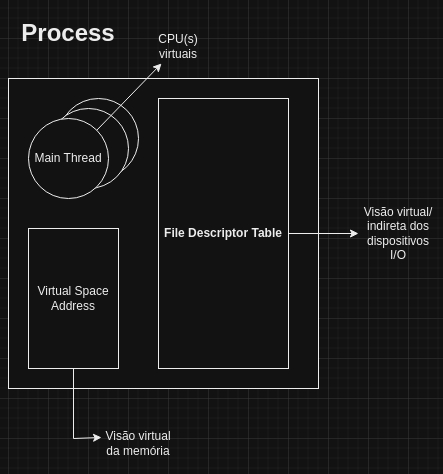 Process
CPU(s)
virtuais
Main Thread
File Descriptor Table
Visão virtual/
indireta dos
dispositivos
I/O
Virtual Space
Address
Visão virtual
da memória